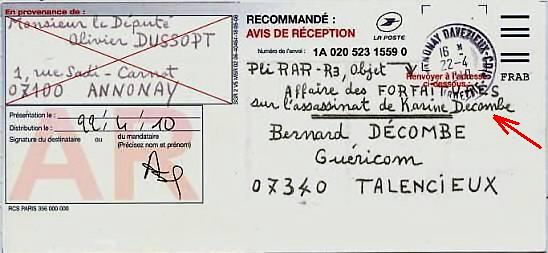 En provenance de :
Monsieur le Député
Olivier DUSSOPT
1, rue Sadi-Carnot
07100 ANNONAY
Présentation le :
Distribution le : 22/4/10
Signature du destinataire ou du mandataire
(Précisez nom et prénom)
AR
RCS PARIS 356 000 000
RECOMMANDÉ :
AVIS DE RÉCEPTION
LA POSTE
Numéro de l'envoi : 1A 020 523 1559 0
FRAB
Pli RAR-R3, Objet
Renvoyer à l'adresse
ci-dessous :
22-4
Affaire des FORFAITURES
sur l'assassinat de Karine Decombe
Bernard DÉCOMBE
Guéricom
07340 TALENCIEUX